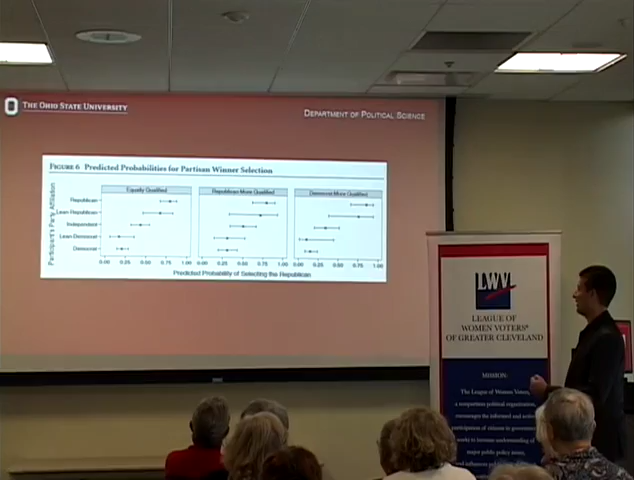 THE OHIO STATE UNIVERSITY
DEPARTMENT OF POLITICAL SCIENCE
FIGURE 6 Predicted Probabilities for Partisan Winner Selection
Equally Qualified
Republican More Qualified
Democrat More Qualified
Participant's Party Affiliation
Republican
Lean Republican
Independent
Lean Democrat
Democrat
0.00 0.25 0.50 0.75 1.00
0.00 0.25 0.50 0.75 1.00
0.00 0.25 0.50 0.75 1.00
Predicted Probability of Selecting the Republican
LWV
LEAGUE OF
WOMEN VOTERS®
OF GREATER CLEVELAND
MISSION:
The League of Women Voters,
a nonpartisan political organization,
encourages the informed and active
participation of citizens in government,
works to increase understanding of
major public policy issues,
and influences